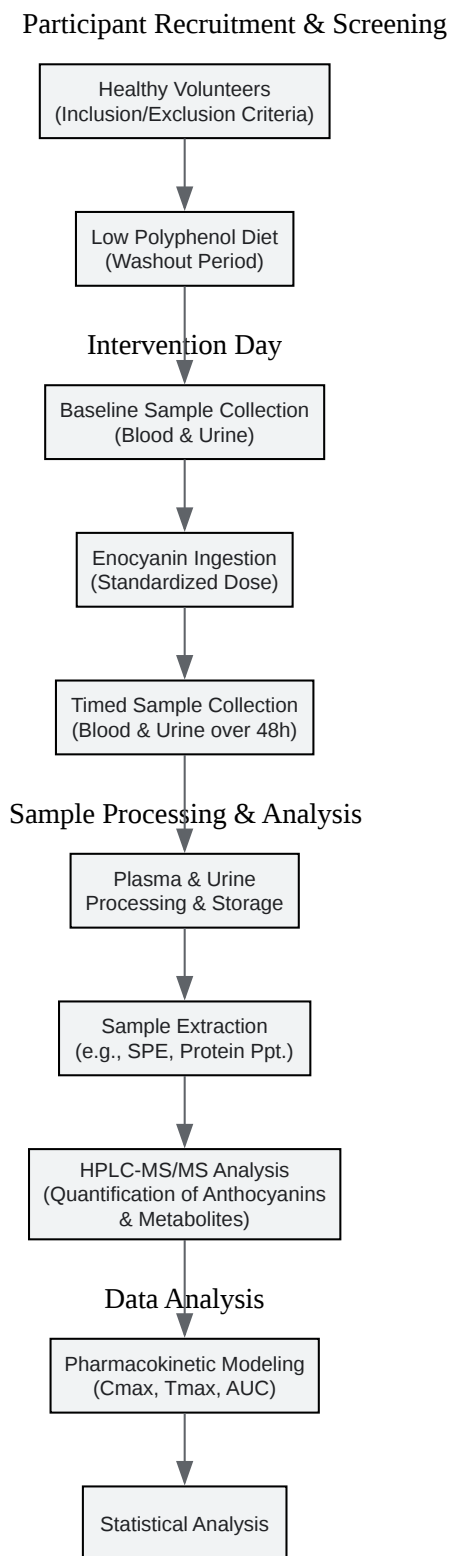 Participant Recruitment & Screening
Healthy Volunteers
(Inclusion/Exclusion Criteria)
Low Polyphenol Diet
(Washout Period)
Intervention Day
Baseline Sample Collection
(Blood & Urine)
Enocyanin Ingestion
(Standardized Dose)
Timed Sample Collection
(Blood & Urine over 48h)
Sample Processing & Analysis
Plasma & Urine
Processing & Storage
Sample Extraction
(e.g., SPE, Protein Ppt.)
HPLC-MS/MS Analysis
(Quantification of Anthocyanins
& Metabolites)
Data Analysis
Pharmacokinetic Modeling
(Cmax, Tmax, AUC)
Statistical Analysis